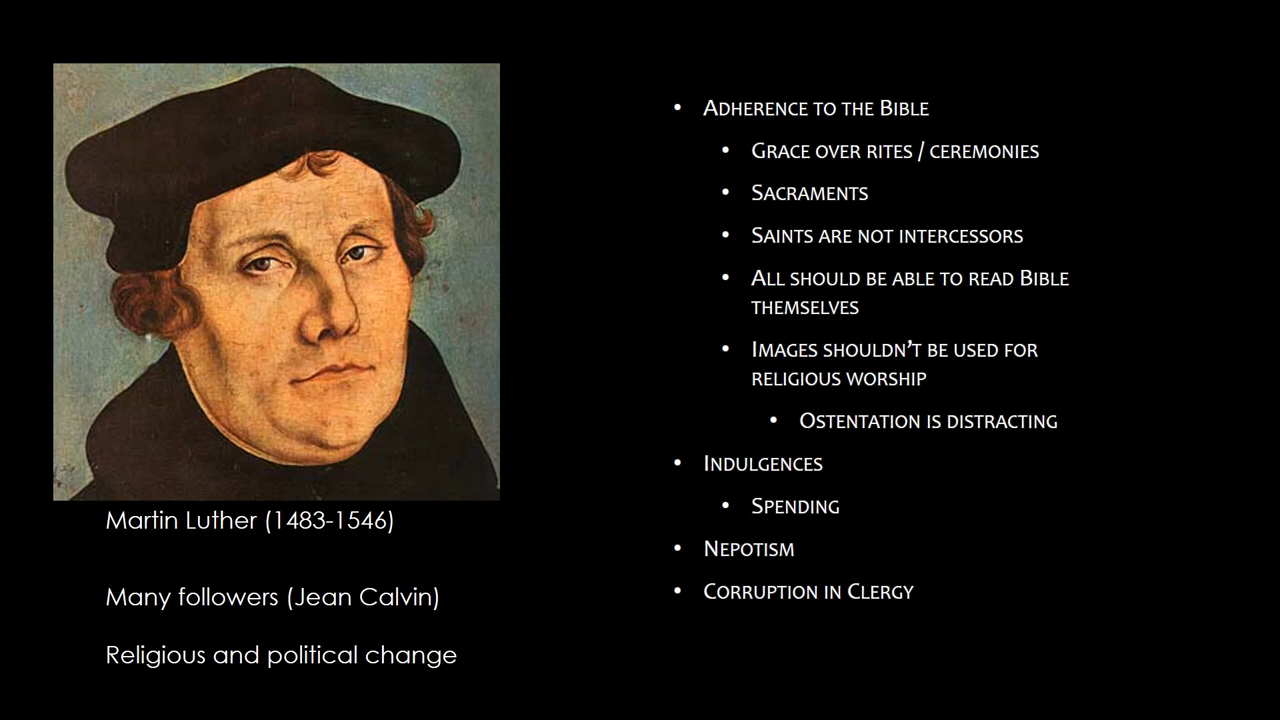 Martin Luther (1483-1546)
Many followers (Jean Calvin)
Religious and political change
• Adherence to the Bible
• Grace over rites / ceremonies
• Sacraments
• Saints are not intercessors
• All should be able to read Bible
themselves
• Images shouldn’t be used for
religious worship
• Ostentation is distracting
• Indulgences
• Spending
• Nepotism
• Corruption in Clergy